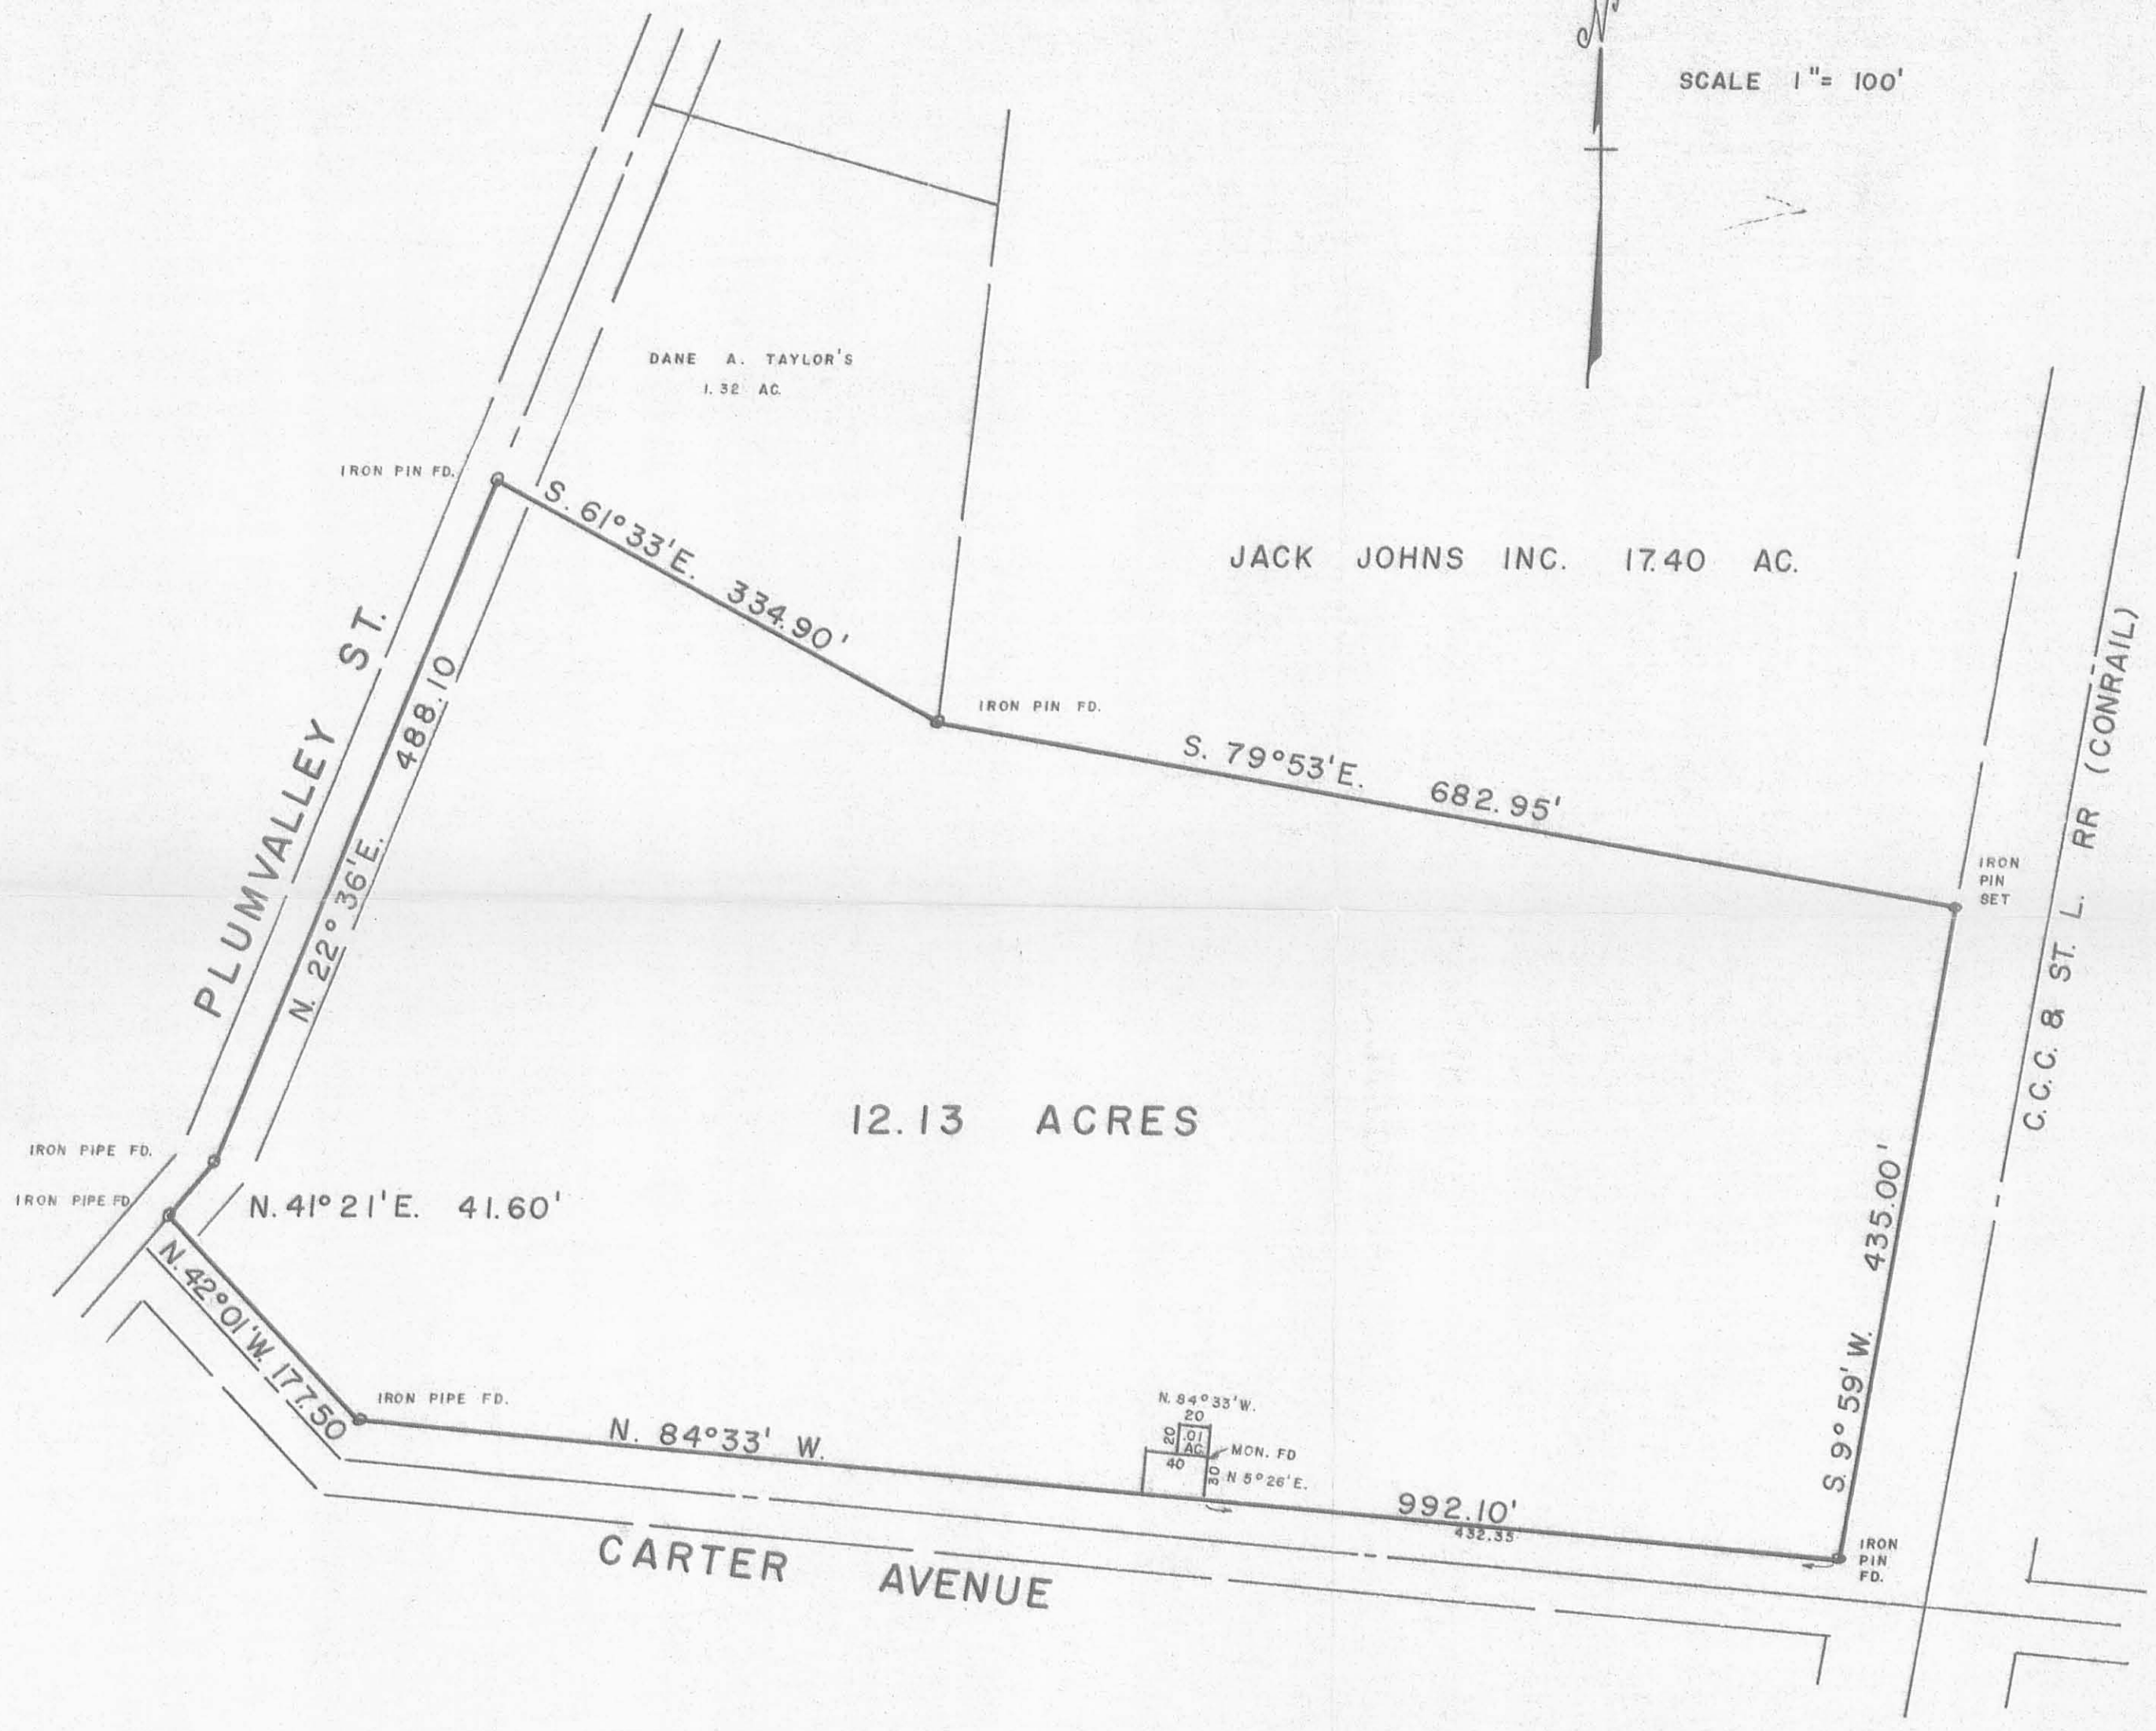 N
SCALE 1"= 100'
DANE A. TAYLOR'S
1.32 AC.
IRON PIN FD.
S. 61°33'E. 334.90'
JACK JOHNS INC. 17.40 AC.
PLUMVALLEY ST.
N. 22°36'E. 488.10
IRON PIN FD.
S. 79°53'E. 682.95'
IRON
PIN
SET
C.C.C. & ST. L. RR (CONRAIL)
12.13 ACRES
IRON PIPE FD.
IRON PIPE FD.
N. 41°21'E. 41.60'
N. 42°01'W. 177.50
S. 9°59'W. 435.00'
IRON PIPE FD.
N. 84°33' W.
N. 84°33'W.
20
20
.01
AC.
MON. FD
40
30
N 5°26'E.
992.10'
432.35
IRON
PIN
FD.
CARTER AVENUE